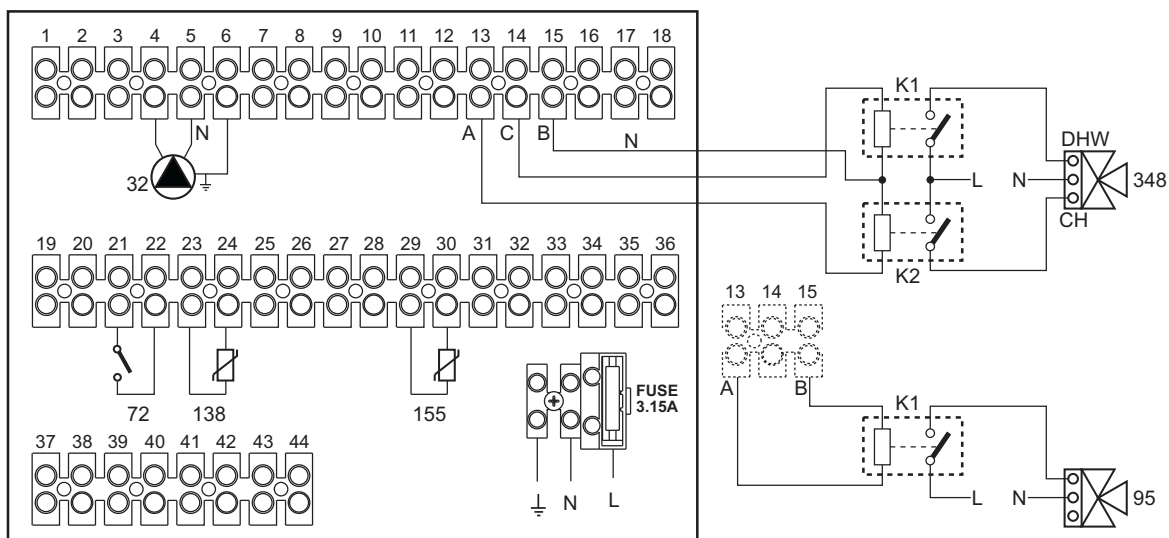 1 2 3 4 5 6 7 8 9 10 11 12 13 14 15 16 17 18
K1
N A C B N
DHW
32
L N 348
CH
K2
19 20 21 22 23 24 25 26 27 28 29 30 31 32 33 34 35 36
13 14 15
A B
FUSE
3.15A
72 138 155
K1
37 38 39 40 41 42 43 44
N L
L N 95